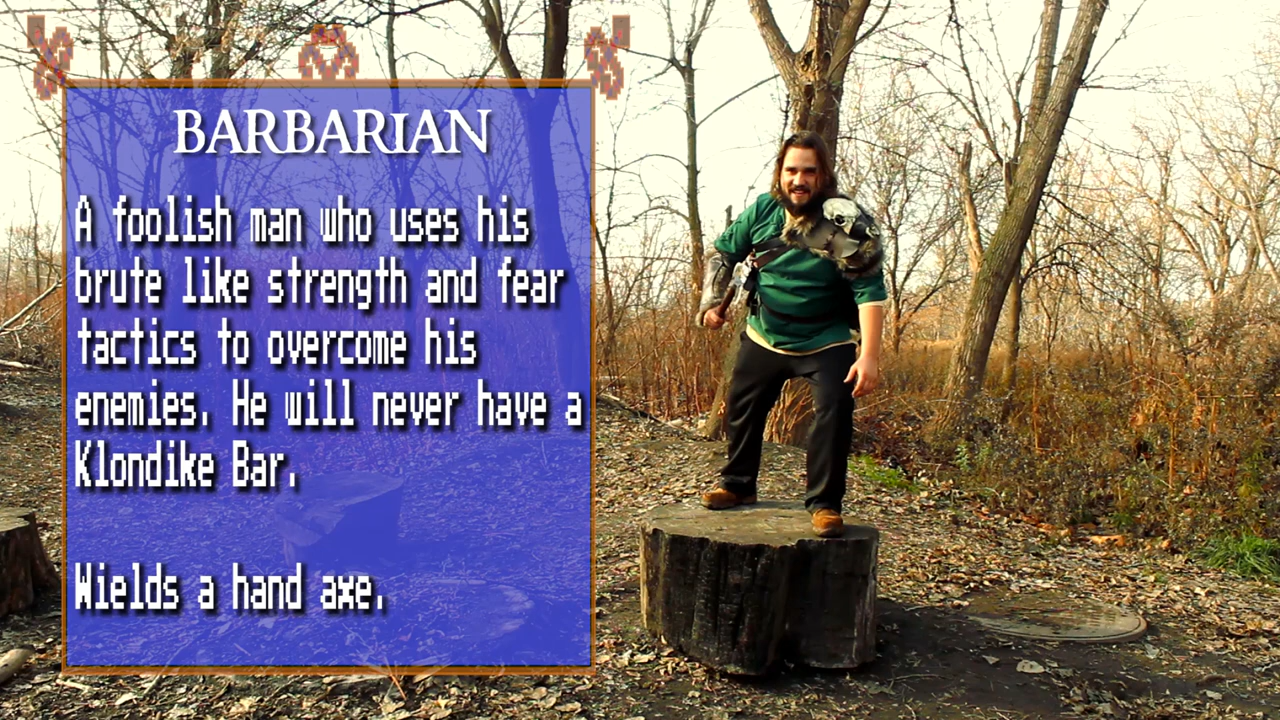 BARBARIAN
A foolish man who uses his
brute like strength and fear
tactics to overcome his
enemies. He will never have a
Klondike Bar.
Wields a hand axe.